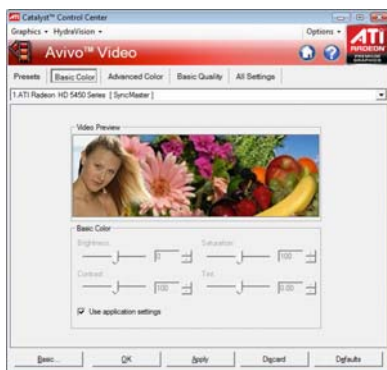 ATI Catalyst™ Control Center
Graphics HydraVision Options
Avivo™ Video
ATI
RADEON
PREMIUM
GRAPHICS
Presets Basic Color Advanced Color Basic Quality All Settings
1.ATI Radeon HD 5450 Series [ SyncMaster ]
Video Preview
Basic Color
Brightness 0 Saturation 100
Contrast 100 Tint 0.00
Use application settings
Basic... OK Apply Discard Defaults